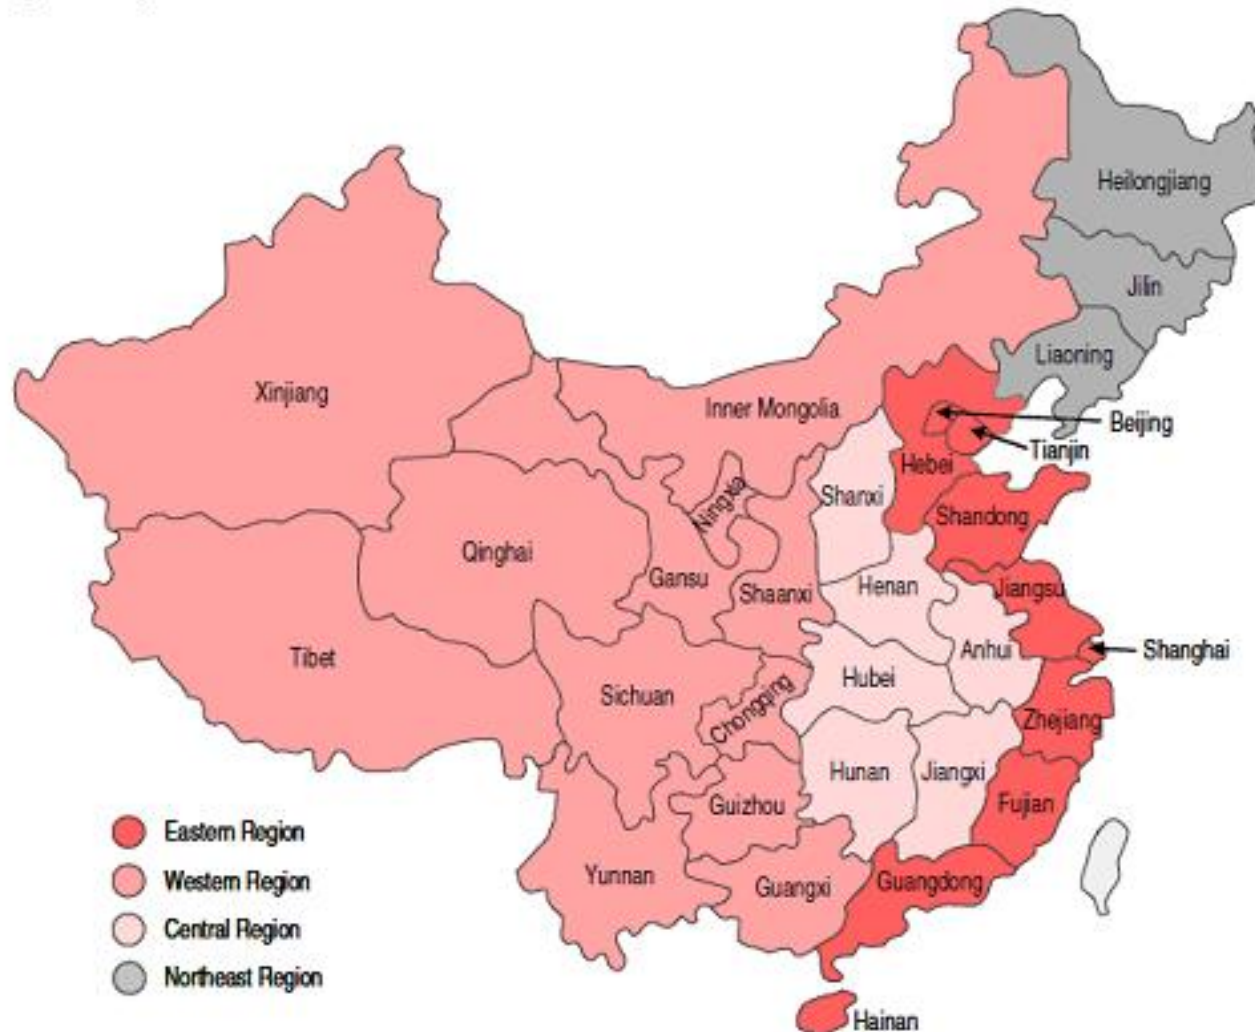 Heilongjiang
Jilin
Liaoning
Xinjiang
Inner Mongolia
Beijing
Tianjin
Hebei
Ningxia
Shanxi
Shandong
Qinghai
Gansu
Shaanxi
Henan
Jiangsu
Tibet
Anhui
Shanghai
Sichuan
Hubei
Chongqing
Zhejiang
Hunan
Jiangxi
Guizhou
Fujian
Yunnan
Guangxi
Guangdong
Hainan
Eastern Region
Western Region
Central Region
Northeast Region